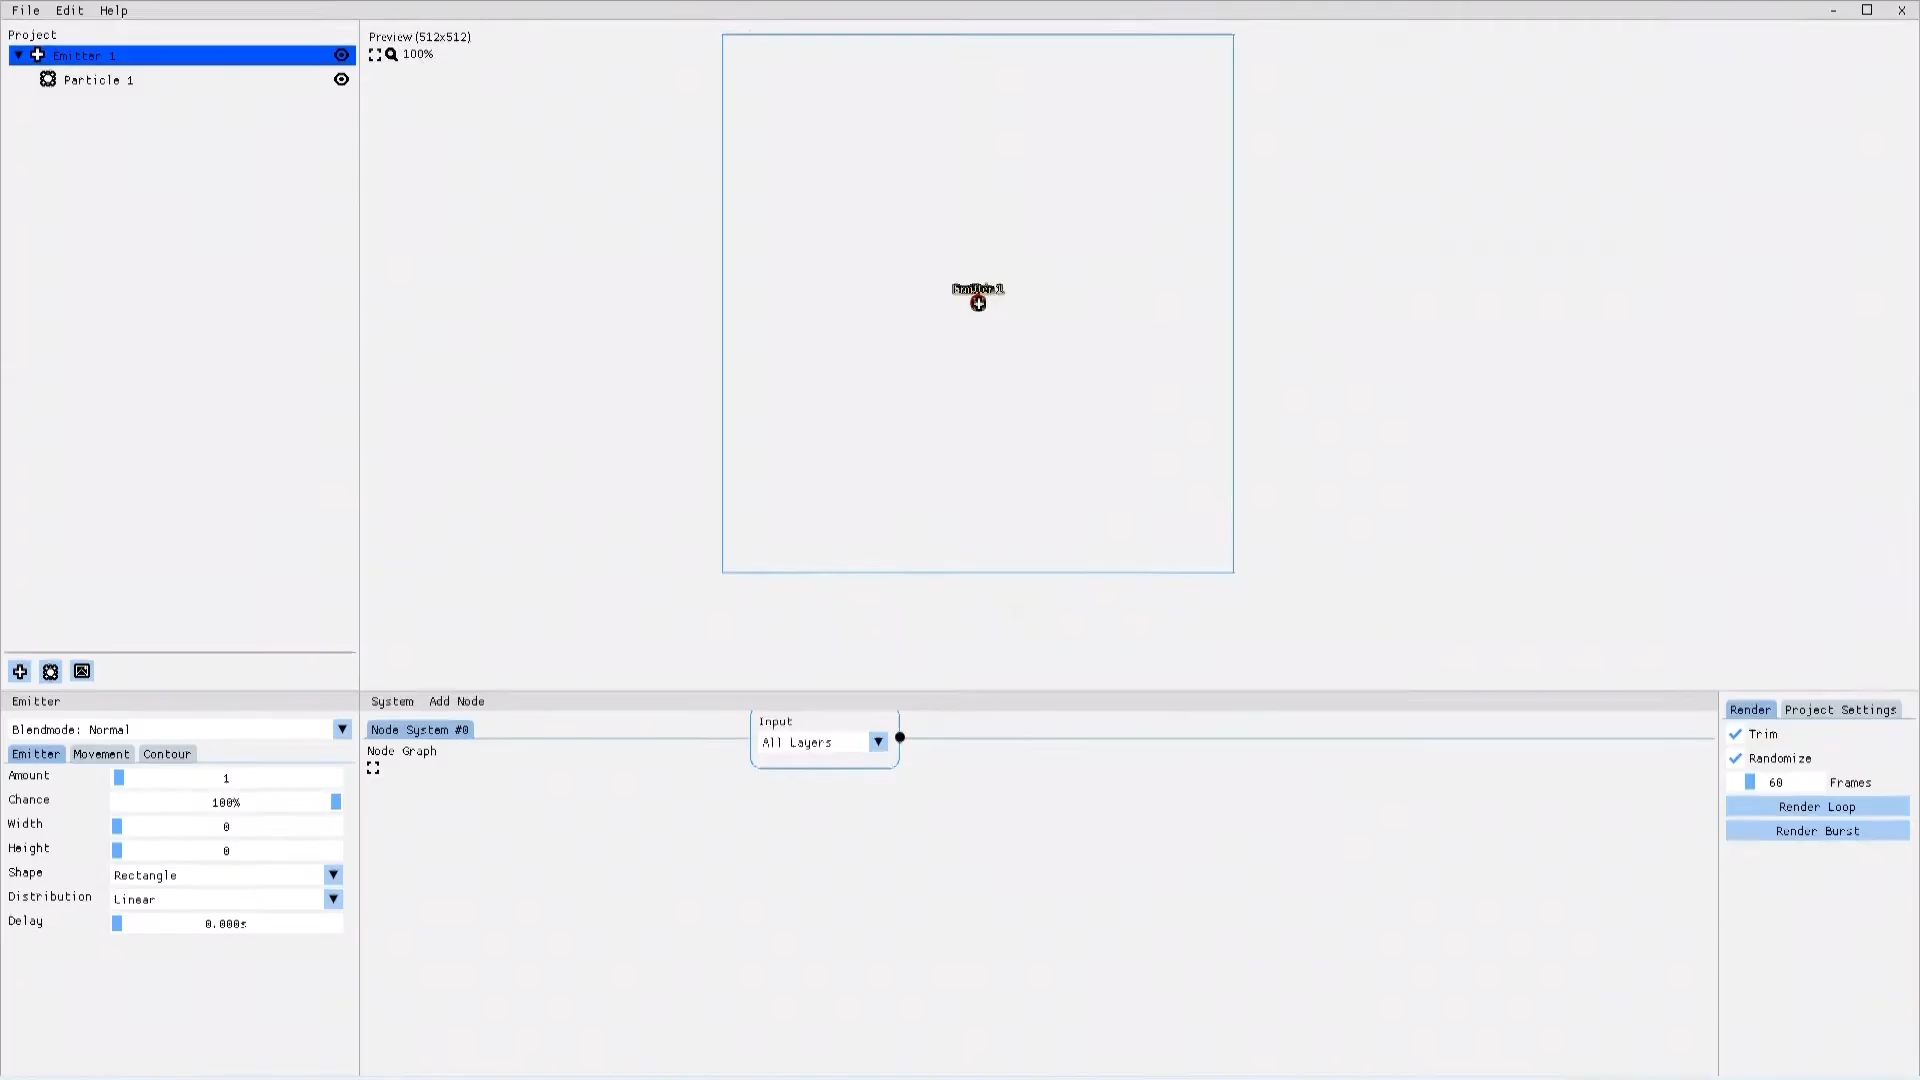 File Edit Help
- X
Project
Emitter 1
Particle 1
Preview (512x512)
100%
Emitter 1
Emitter
Blendmode: Normal
Emitter Movement Contour
Amount 1
Chance 100%
Width 0
Height 0
Shape Rectangle
Distribution Linear
Delay 0.000s
System Add Node
Node System #0
Node Graph
Input
All Layers
Render Project Settings
Trim
Randomize
60 Frames
Render Loop
Render Burst